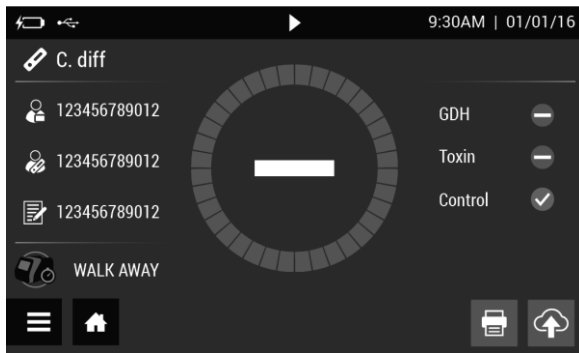 9:30AM | 01/01/16
C. diff
123456789012
123456789012
123456789012
WALK AWAY
GDH
Toxin
Control